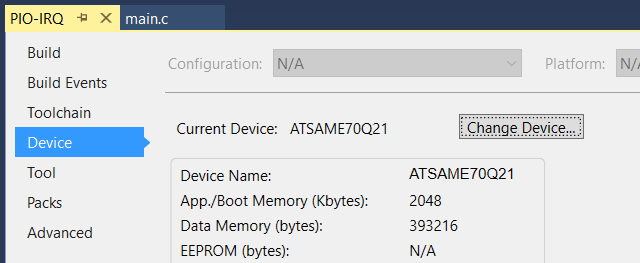 PIO-IRQ main.c
Build
Configuration: N/A Platform: N/A
Build Events
Toolchain
Current Device: ATSAME70Q21 Change Device...
Device
Tool
Device Name: ATSAME70Q21
App./Boot Memory (Kbytes): 2048
Packs
Data Memory (bytes): 393216
Advanced
EEPROM (bytes): N/A